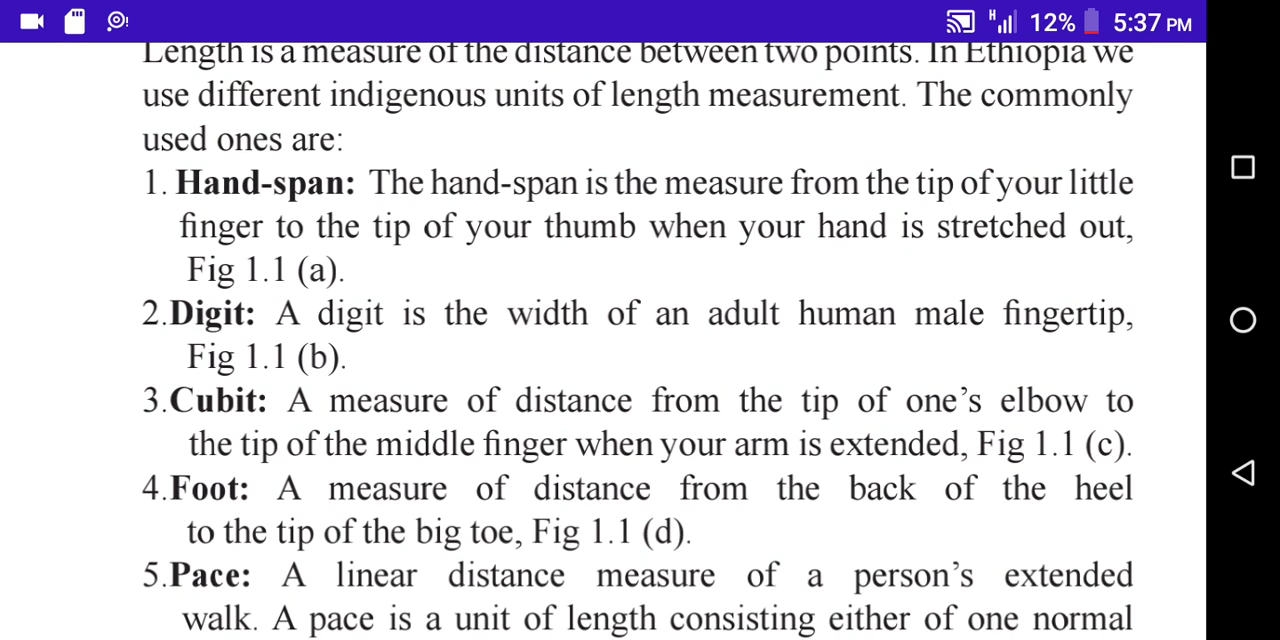 H 12% 5:37 PM
Length is a measure of the distance between two points. In Ethiopia we
use different indigenous units of length measurement. The commonly
used ones are:
1. Hand-span: The hand-span is the measure from the tip of your little
finger to the tip of your thumb when your hand is stretched out,
Fig 1.1 (a).
2.Digit: A digit is the width of an adult human male fingertip,
Fig 1.1 (b).
3.Cubit: A measure of distance from the tip of one’s elbow to
the tip of the middle finger when your arm is extended, Fig 1.1 (c).
4.Foot: A measure of distance from the back of the heel
to the tip of the big toe, Fig 1.1 (d).
5.Pace: A linear distance measure of a person’s extended
walk. A pace is a unit of length consisting either of one normal